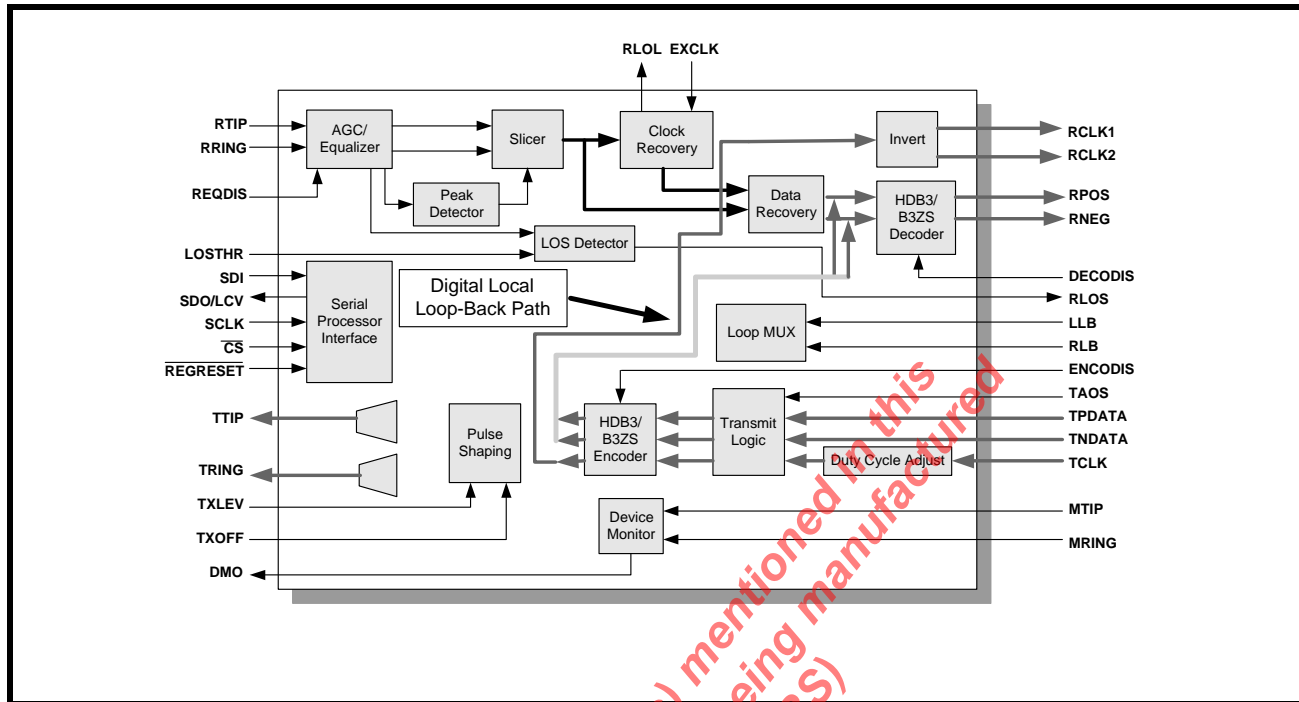 RLOL EXCLK
RTIP
RRING
REQDIS
LOSTHR
SDI
SDO/LCV
SCLK
CS
REGRESET
TTIP
TRING
TXLEV
TXOFF
DMO
AGC/
Equalizer
Slicer
Clock
Recovery
Invert
Peak
Detector
Data
Recovery
HDB3/
B3ZS
Decoder
LOS Detector
Serial
Processor
Interface
Digital Local
Loop-Back Path
Loop MUX
Pulse
Shaping
HDB3/
B3ZS
Encoder
Transmit
Logic
Duty Cycle Adjust
Device
Monitor
RCLK1
RCLK2
RPOS
RNEG
DECODIS
RLOS
LLB
RLB
ENCODIS
TAOS
TPDATA
TNDATA
TCLK
MTIP
MRING
mentioned in this
being manufactured